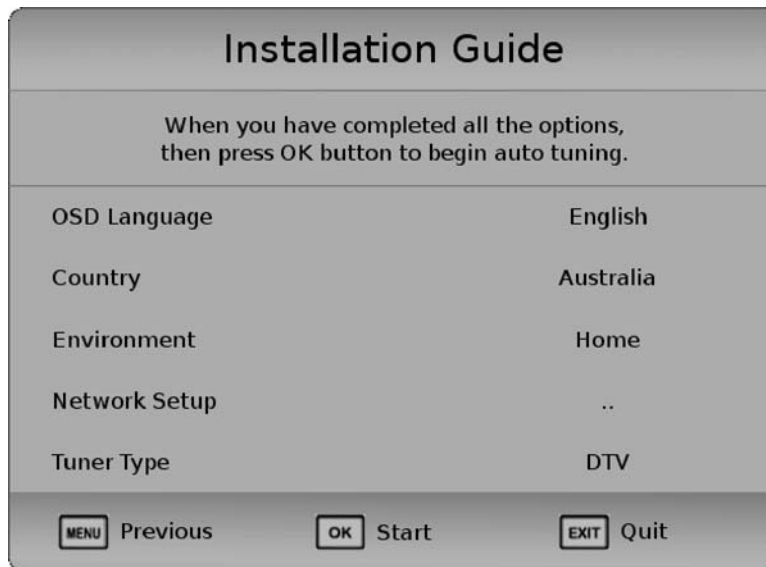 Installation Guide
When you have completed all the options,
then press OK button to begin auto tuning.
OSD Language English
Country Australia
Environment Home
Network Setup ..
Tuner Type DTV
MENU Previous OK Start EXIT Quit